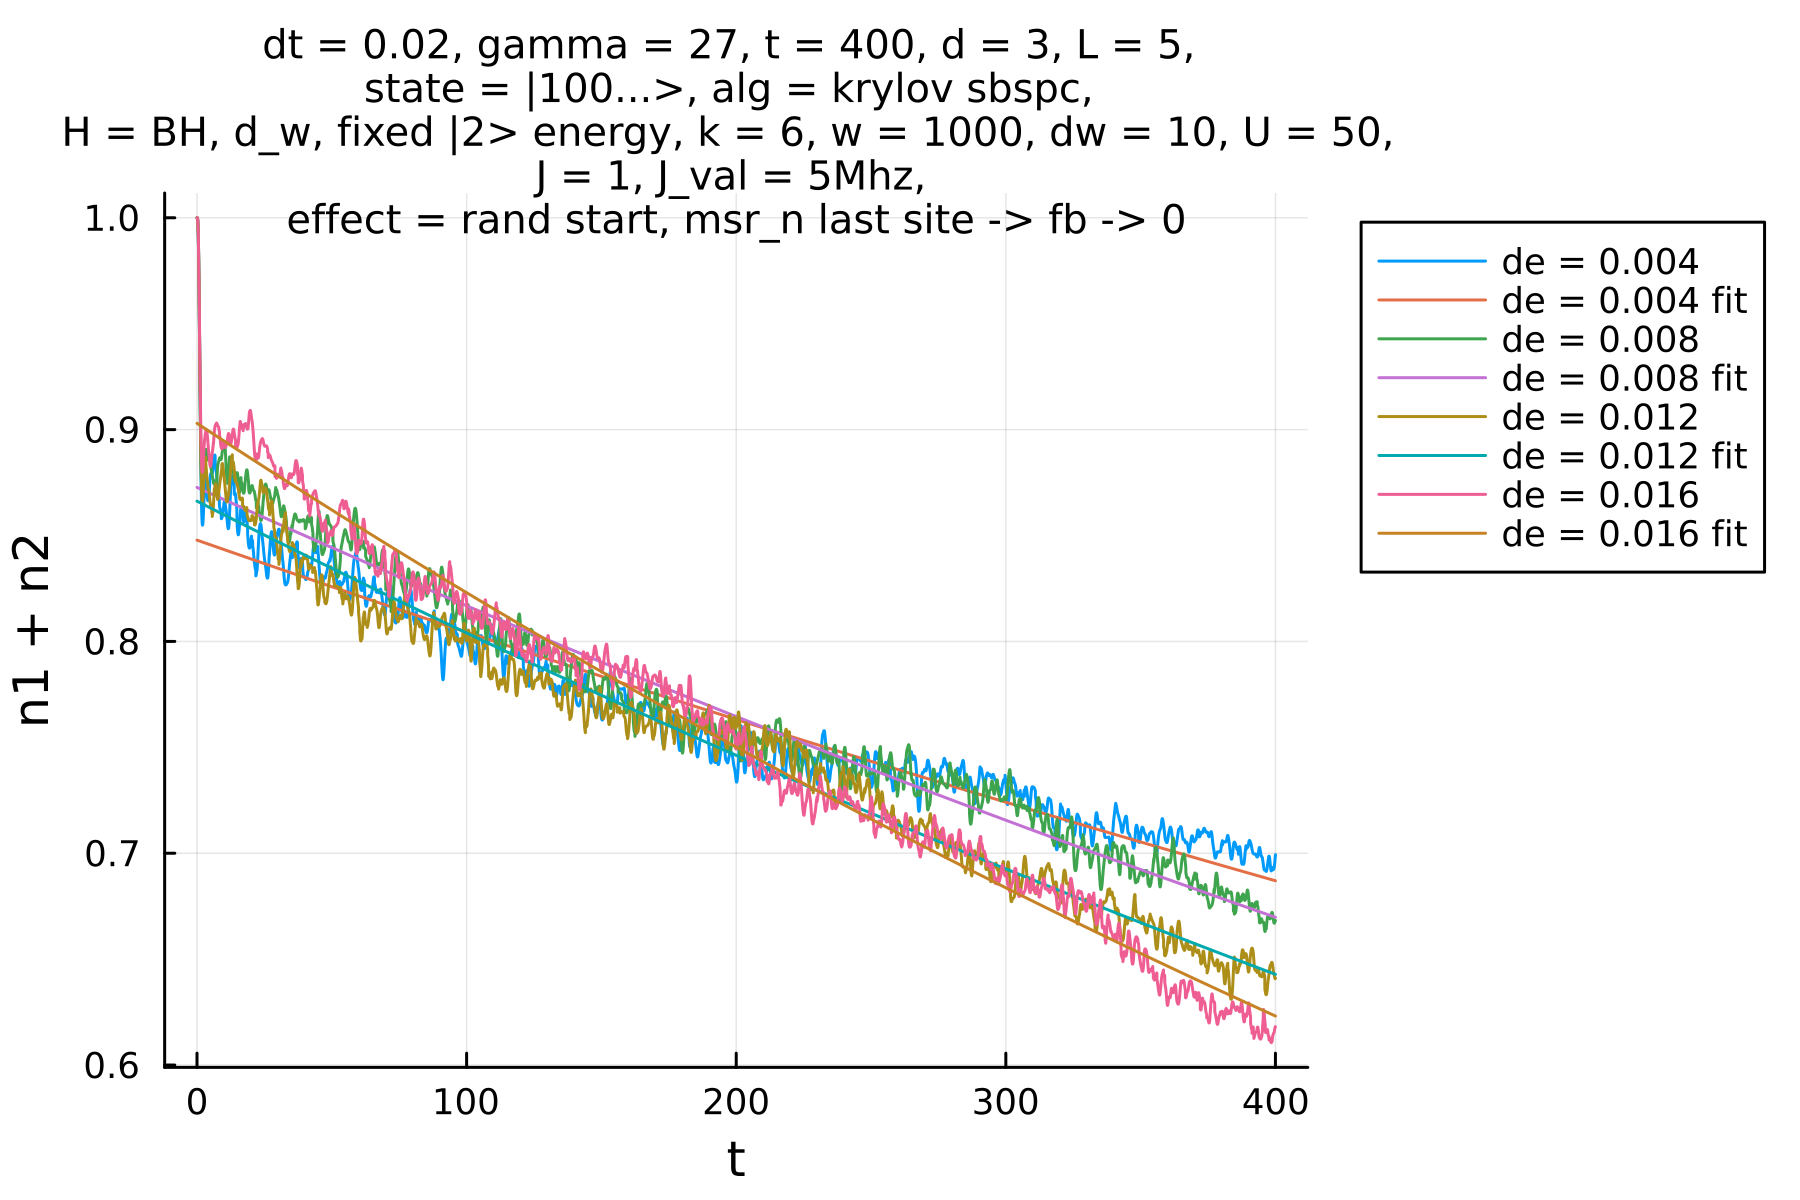 dt = 0.02, gamma = 27, t = 400, d = 3, L = 5,
state = |100...>, alg = krylov sbspc,
H = BH, d_w, fixed |2> energy, k = 6, w = 1000, dw = 10, U = 50,
J = 1, J_val = 5Mhz,
effect = rand start, msr_n last site -> fb -> 0
n1 + n2
1.0
0.9
0.8
0.7
0.6
0
100
200
300
400
t
de = 0.004
de = 0.004 fit
de = 0.008
de = 0.008 fit
de = 0.012
de = 0.012 fit
de = 0.016
de = 0.016 fit